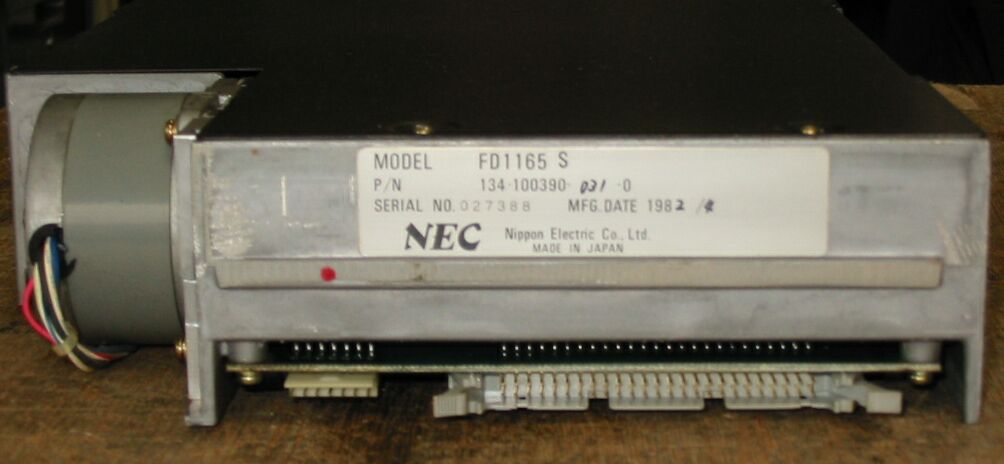 MODEL FD1165 S
P/N 134-100390- 031 -0
SERIAL NO. 027388 MFG. DATE 1982
NEC Nippon Electric Co., Ltd.
MADE IN JAPAN